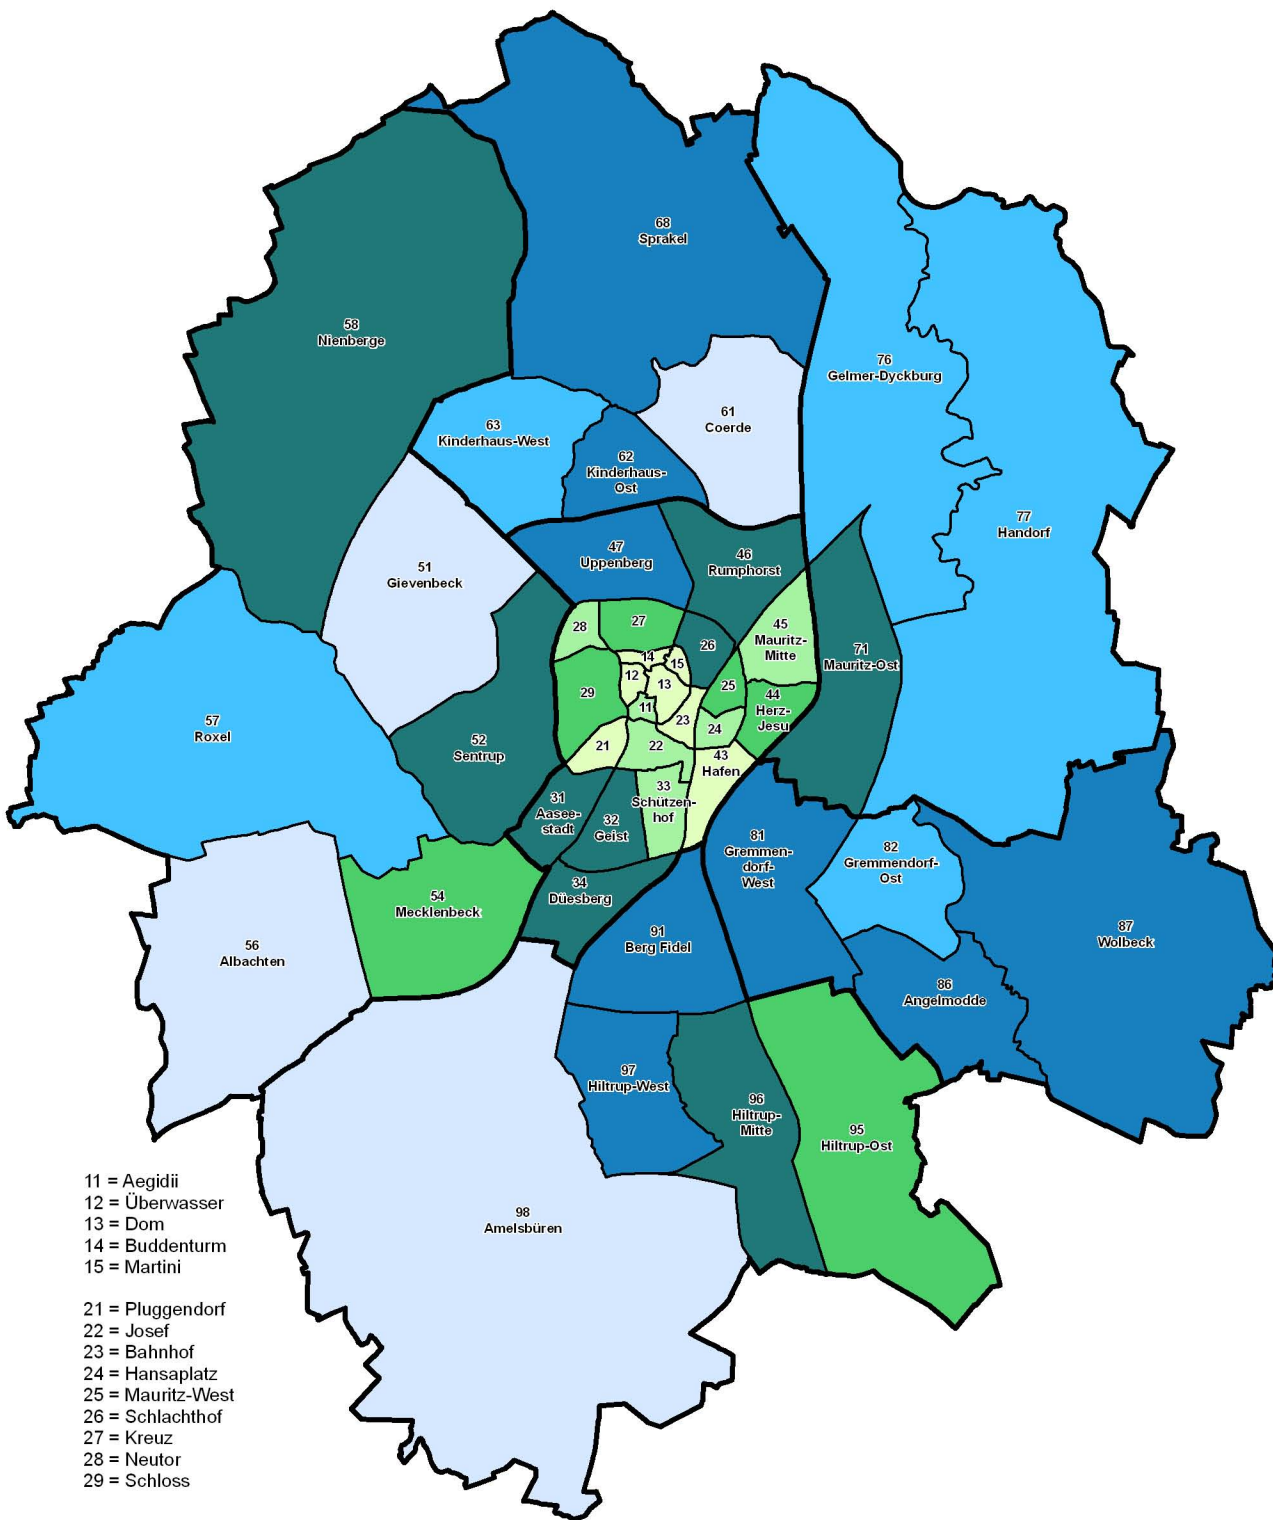 68
Sprakel
58
Nienberge
76
Gelmer-Dyckburg
61
Coerde
63
Kinderhaus-West
62
Kinderhaus-
Ost
77
Handorf
47
Uppenberg
46
Rumphorst
51
Gievenbeck
28
27
26
45
Mauritz-
Mitte
71
Mauritz-Ost
14
15
12
13
25
29
11
44
Herz-
Jesu
23
24
57
Roxel
52
Sentrup
21
22
43
Hafen
31
Aasee-
stadt
32
Geist
33
Schützen-
hof
81
Gremmen-
dorf-
West
82
Gremmendorf-
Ost
34
Düesberg
54
Mecklenbeck
56
Albachten
91
Berg Fidel
87
Wolbeck
86
Angelmodde
97
Hiltrup-West
96
Hiltrup-
Mitte
95
Hiltrup-Ost
98
Amelsbüren
11 = Aegidii
12 = Überwasser
13 = Dom
14 = Buddenturm
15 = Martini
21 = Pluggendorf
22 = Josef
23 = Bahnhof
24 = Hansaplatz
25 = Mauritz-West
26 = Schlachthof
27 = Kreuz
28 = Neutor
29 = Schloss